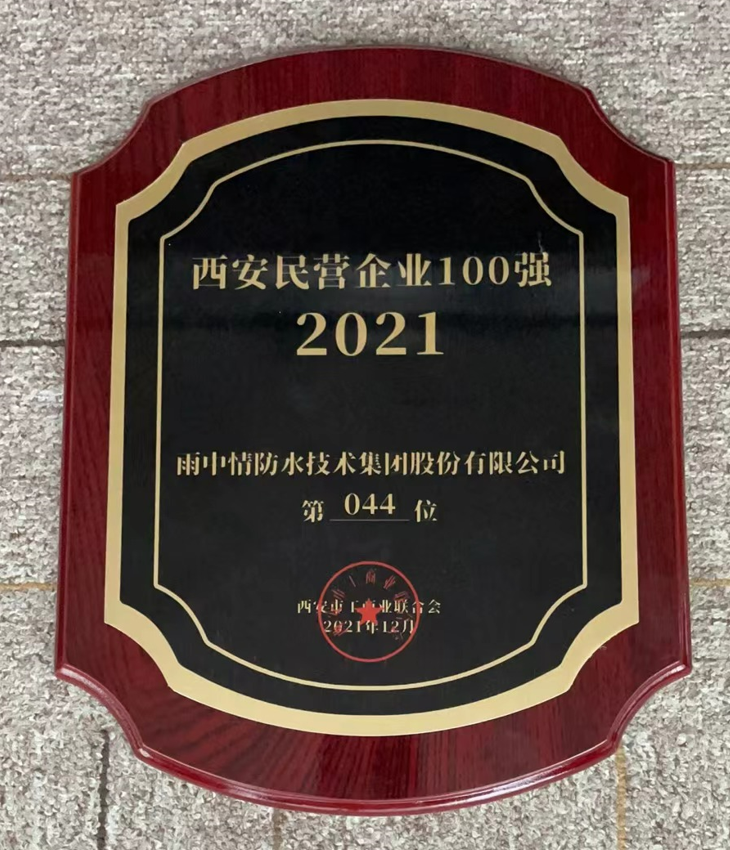 西安民营企业100强
2021
雨中情防水技术集团股份有限公司
第 044 位
西安市工商业联合会
2021年12月